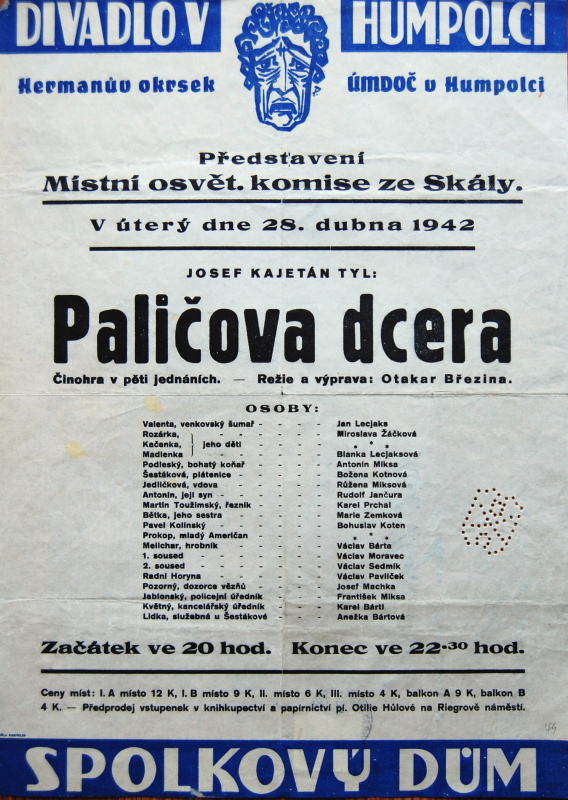 DIVADLO V HUMPOLCI
Hermanův okrsek ÚMDOČ v Humpolci
Představení
Místní osvět. komise ze Skály.
V úterý dne 28. dubna 1942
JOSEF KAJETÁN TYL:
Paličova dcera
Činohra v pěti jednáních. — Režie a výprava: Otakar Březina.
OSOBY:
Valenta, venkovský šumař - - - - Jan Lecjaks
Rozárka, - - - - Miroslava Žáčková
Kačenka, jeho děti - - - - * * *
Madlenka - - - - Blanka Lecjaksova
Podleský, bohatý koňař - - - - Antonín Miksa
Šestáková, plátenice - - - - Božena Kotnová
Jedličková, vdova - - - - Růžena Miksová
Antonín, její syn - - - - Rudolf Jančura
Martin Toužimský, řezník - - - - Karel Prchal
Bětka, jeho sestra - - - - Marie Zemková
Pavel Kolínský - - - - Bohuslav Koten
Prokop, mladý Američan - - - - * * *
Melichar, hrobník - - - - Václav Bárta
1. soused - - - - Václav Moravec
2. soused - - - - Václav Sedmík
Radní Horyna - - - - Václav Pavlíček
Pozorný, dozorce vězňů - - - - Josef Machka
Jablonský, policejní úředník - - - - František Miksa
Květný, kancelářský úředník - - - - Karel Bártl
Lidka, služebná u Šestákové - - - - Anežka Bártová
Začátek ve 20 hod. Konec ve 22·30 hod.
Ceny míst: I. A místo 12 K, I. B místo 9 K, II. místo 6 K, III. místo 4 K, balkon A 9 K, balkon B
4 K. — Předprodej vstupenek v knihkupectví a papírnictví pí. Otilie Hůlové na Riegrově náměstí.
SPOLKOVÝ DŮM